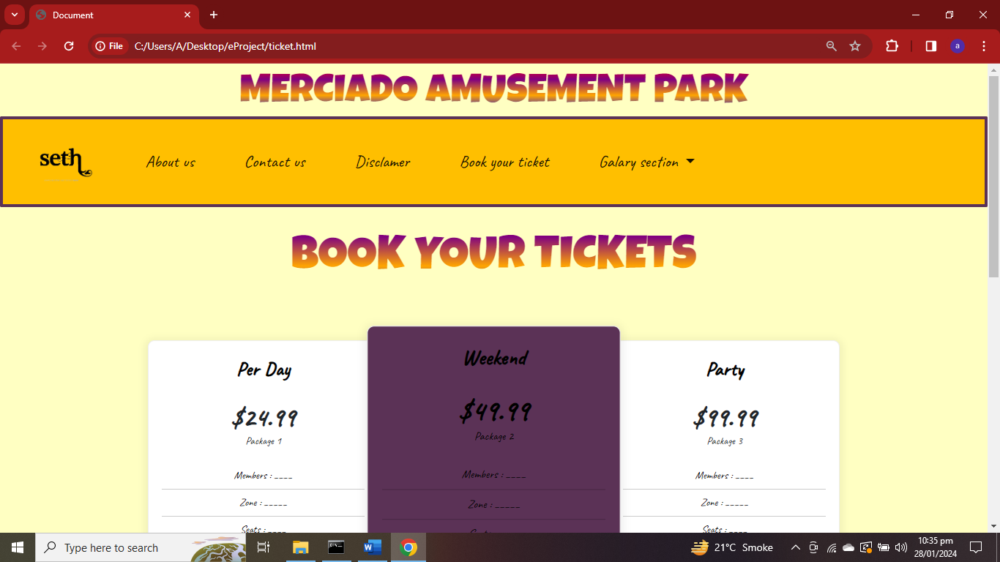 Document
File C:/Users/A/Desktop/eProject/ticket.html
a
MERCIADO AMUSEMENT PARK
seth
About us
Contact us
Disclamer
Book your ticket
Galary section
BOOK YOUR TICKETS
Per Day
$24.99
Package 1
Members : ____
Zone : _____
Seats : ____
Weekend
$49.99
Package 2
Members : ____
Zone : _____
Party
$99.99
Package 3
Members : ____
Zone : _____
Seats : ____
Type here to search
21°C Smoke
10:35 pm
28/01/2024